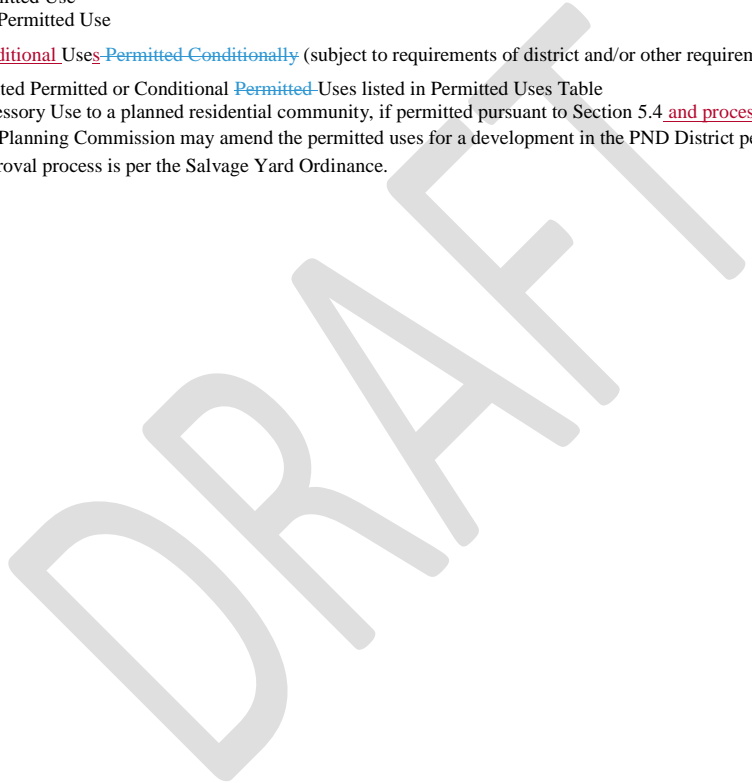 Permitted Use
ditional Uses Permitted Conditionally (subject to requirements of district and/or other requirem
ted Permitted or Conditional Permitted Uses listed in Permitted Uses Table
essory Use to a planned residential community, if permitted pursuant to Section 5.4 and proces
Planning Commission may amend the permitted uses for a development in the PND District pe
roval process is per the Salvage Yard Ordinance.
DRAFT